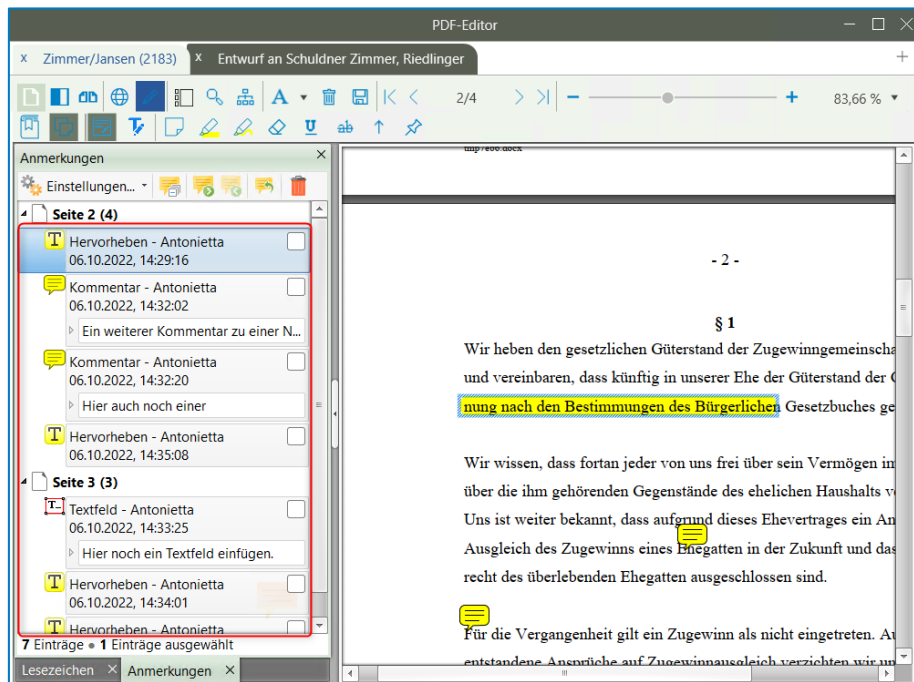 PDF-Editor
x Zimmer/Jansen (2183) x Entwurf an Schuldner Zimmer, Riedlinger
A 2/4 83,66 %
U ab
Anmerkungen
Einstellungen...
Seite 2 (4)
T Hervorheben - Antonietta
06.10.2022, 14:29:16
Kommentar - Antonietta
06.10.2022, 14:32:02
Ein weiterer Kommentar zu einer N...
Kommentar - Antonietta
06.10.2022, 14:32:20
Hier auch noch einer
T Hervorheben - Antonietta
06.10.2022, 14:35:08
Seite 3 (3)
T Textfeld - Antonietta
06.10.2022, 14:33:25
Hier noch ein Textfeld einfügen.
T Hervorheben - Antonietta
06.10.2022, 14:34:01
T Hervorheben - Antonietta
7 Einträge • 1 Einträge ausgewählt
Lesezeichen X Anmerkungen X
- 2 -
§ 1
Wir heben den gesetzlichen Güterstand der Zugewinngemeinscha
und vereinbaren, dass künftig in unserer Ehe der Güterstand der
nung nach den Bestimmungen des Bürgerlichen Gesetzbuches ge
Wir wissen, dass fortan jeder von uns frei über sein Vermögen im
über die ihm gehörenden Gegenstände des ehelichen Haushalts v
Uns ist weiter bekannt, dass aufgrund dieses Ehevertrages ein An
Ausgleich des Zugewinns eines Ehegatten in der Zukunft und das
recht des überlebenden Ehegatten ausgeschlossen sind.
Für die Vergangenheit gilt ein Zugewinn als nicht eingetreten. Au
entstandene Ansprüche auf Zugewinnausgleich verzichten wir un